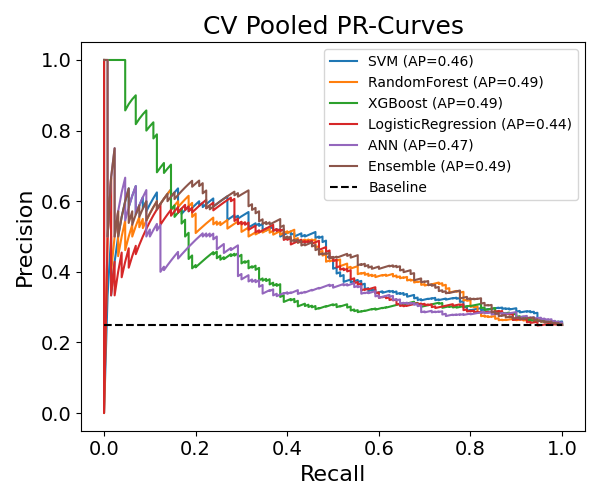 CV Pooled PR-Curves
SVM (AP=0.46)
RandomForest (AP=0.49)
XGBoost (AP=0.49)
LogisticRegression (AP=0.44)
ANN (AP=0.47)
Ensemble (AP=0.49)
Baseline
Precision
1.0
0.8
0.6
0.4
0.2
0.0
0.0 0.2 0.4 0.6 0.8 1.0
Recall